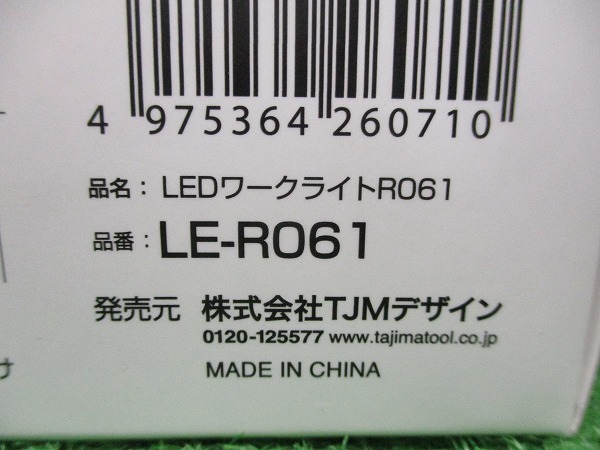 4 975364 260710
品名： LEDワークライトR061
品番： LE-R061
発売元 株式会社TJMデザイン
0120-125577 www.tajimatool.co.jp
け
MADE IN CHINA